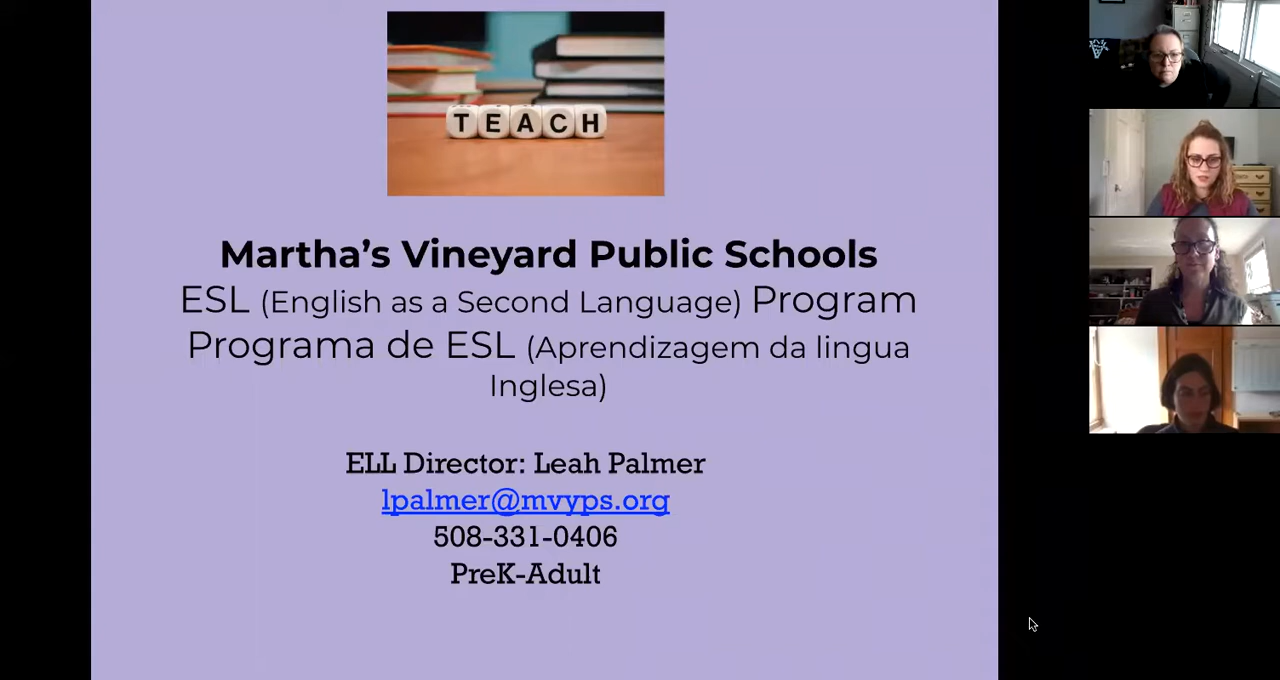 TEACH
Martha’s Vineyard Public Schools
ESL (English as a Second Language) Program
Programa de ESL (Aprendizagem da lingua
Inglesa)
ELL Director: Leah Palmer
lpalmer@mvyps.org
508-331-0406
PreK-Adult